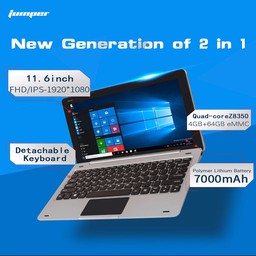 jumper
New Generation of 2 in 1
11.6inch
FHD/IPS-1920*1080
Quad-coreZ8350
4GB+64GB eMMC
Detachable
Keyboard
Polymer Lithium Battery
7000mAh